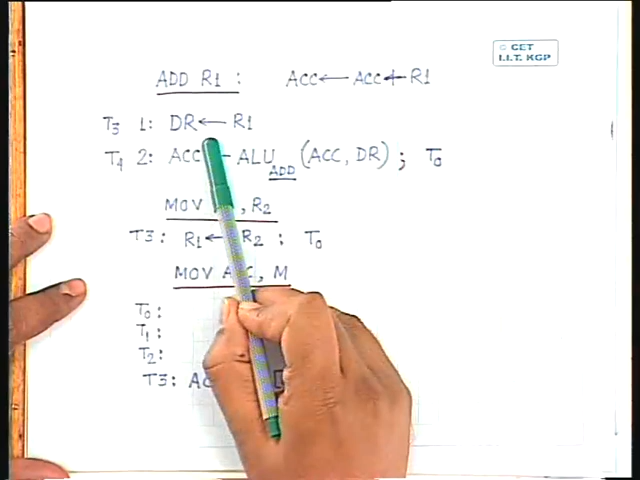 © CET
I.I.T. KGP
ADD R1 : ACC ← ACC + R1
T3 1: DR ← R1
T4 2: ACC ← ALU ADD (ACC, DR) ; T0
MOV , R2
T3: R1 ← R2 ; T0
MOV ACC, M
T0:
T1:
T2:
T3: